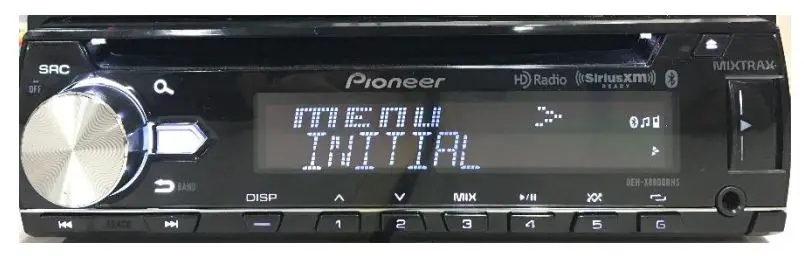 SRC
OFF
Pioneer
HD Radio
SiriusXM
READY
MIXTRAX
MENU
INITIAL
BAND
DEH-X8800BHS
DISP
MIX
1
2
3
4
5
6